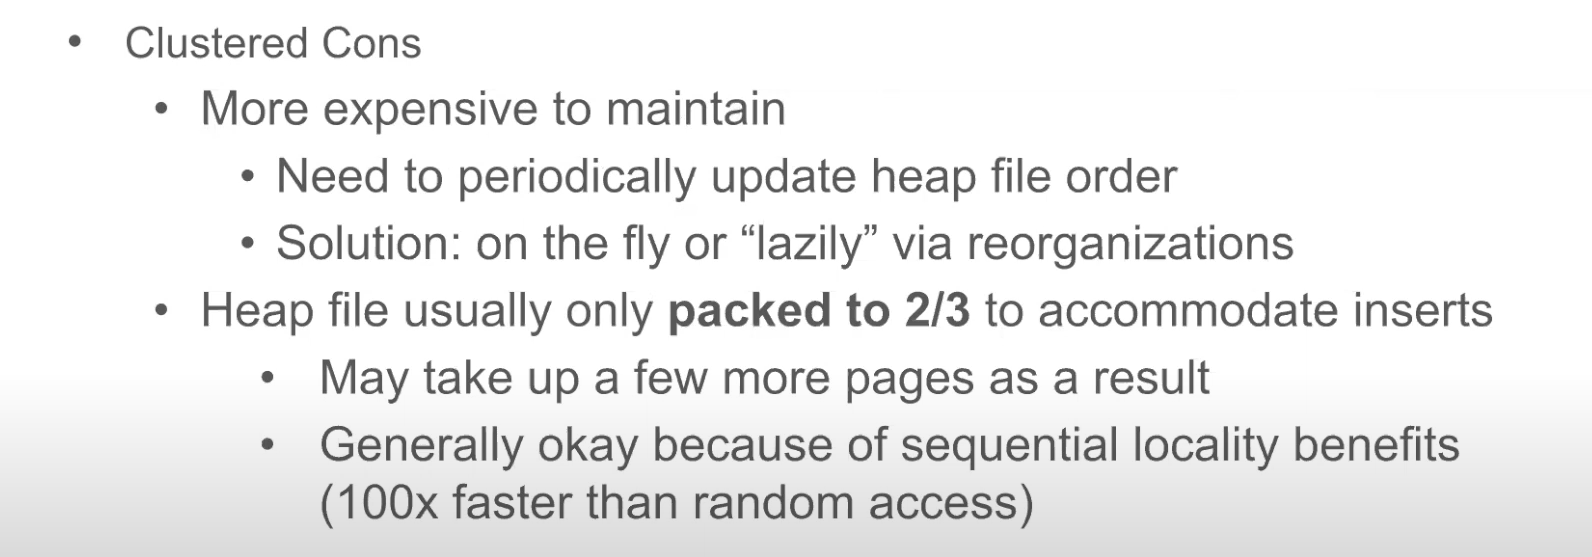 • Clustered Cons
• More expensive to maintain
• Need to periodically update heap file order
• Solution: on the fly or “lazily” via reorganizations
• Heap file usually only packed to 2/3 to accommodate inserts
• May take up a few more pages as a result
• Generally okay because of sequential locality benefits
(100x faster than random access)